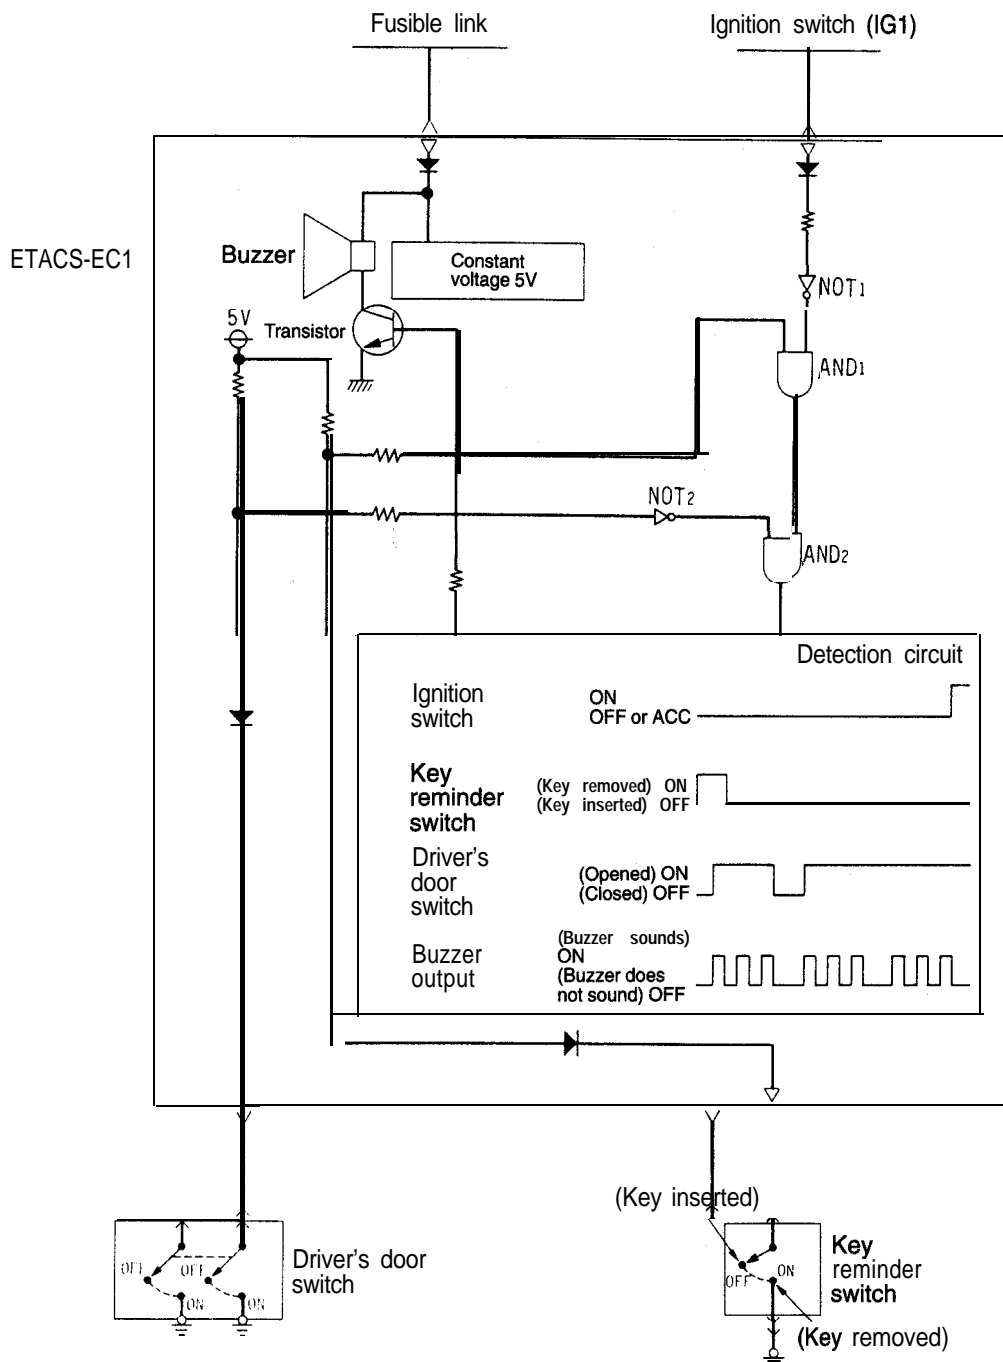 Fusible link
Ignition switch (IG1)
ETACS-EC1
Buzzer
Constant
voltage 5V
NOT1
5V
Transistor
AND1
NOT2
AND2
Detection circuit
Ignition
switch
ON
OFF or ACC
Key
reminder
switch
(Key removed) ON
(Key inserted) OFF
Driver's
door
switch
(Opened) ON
(Closed) OFF
Buzzer
output
(Buzzer sounds)
ON
(Buzzer does
not sound) OFF
(Key inserted)
OFF
OFF
ON
ON
Driver's door
switch
OFF
ON
Key
reminder
switch
(Key removed)